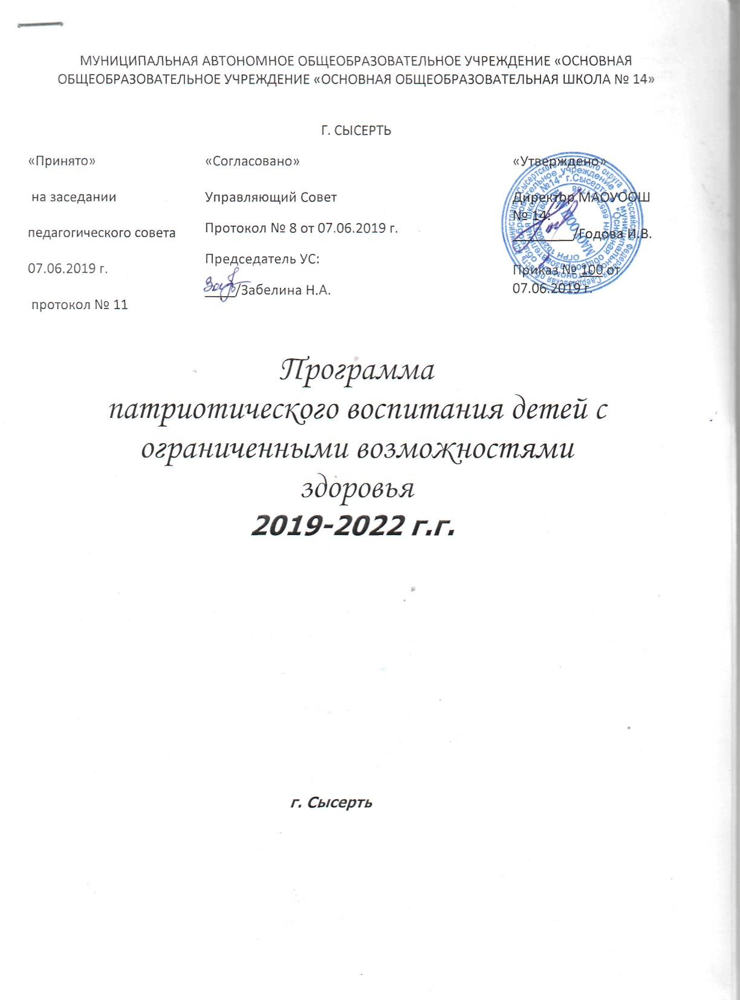 МУНИЦИПАЛЬНАЯ АВТОНОМНОЕ ОБЩЕОБРАЗОВАТЕЛЬНОЕ УЧРЕЖДЕНИЕ «ОСНОВНАЯ
ОБЩЕОБРАЗОВАТЕЛЬНОЕ УЧРЕЖДЕНИЕ «ОСНОВНАЯ ОБЩЕОБРАЗОВАТЕЛЬНАЯ ШКОЛА № 14»
Г. СЫСЕРТЬ
«Принято»
на заседании
педагогического совета
07.06.2019 г.
протокол № 11
«Согласовано»
Управляющий Совет
Протокол № 8 от 07.06.2019 г.
Председатель УС:
____/Забелина Н.А.
«Утверждено»
Директор МАОУООШ
№ 14:
________/Годова И.В.
Приказ № 100 от
07.06.2019 г.
Программа
патриотического воспитания детей с
ограниченными возможностями
здоровья
2019-2022 г.г.
г. Сысерть